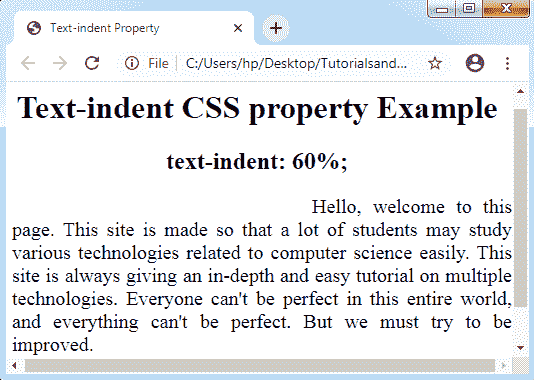 Text-indent Property
File C:/Users/hp/Desktop/Tutorialsand...
Text-indent CSS property Example
text-indent: 60%;
Hello, welcome to this
page. This site is made so that a lot of students may study
various technologies related to computer science easily. This
site is always giving an in-depth and easy tutorial on multiple
technologies. Everyone can't be perfect in this entire world,
and everything can't be perfect. But we must try to be
improved.